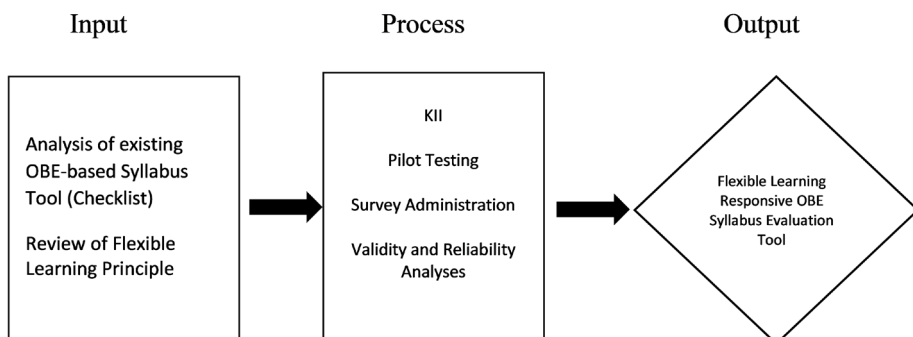 Input
Process
Output
Analysis of existing
OBE-based Syllabus
Tool (Checklist)
Review of Flexible
Learning Principle
KII
Pilot Testing
Survey Administration
Validity and Reliability
Analyses
Flexible Learning
Responsive OBE
Syllabus Evaluation
Tool